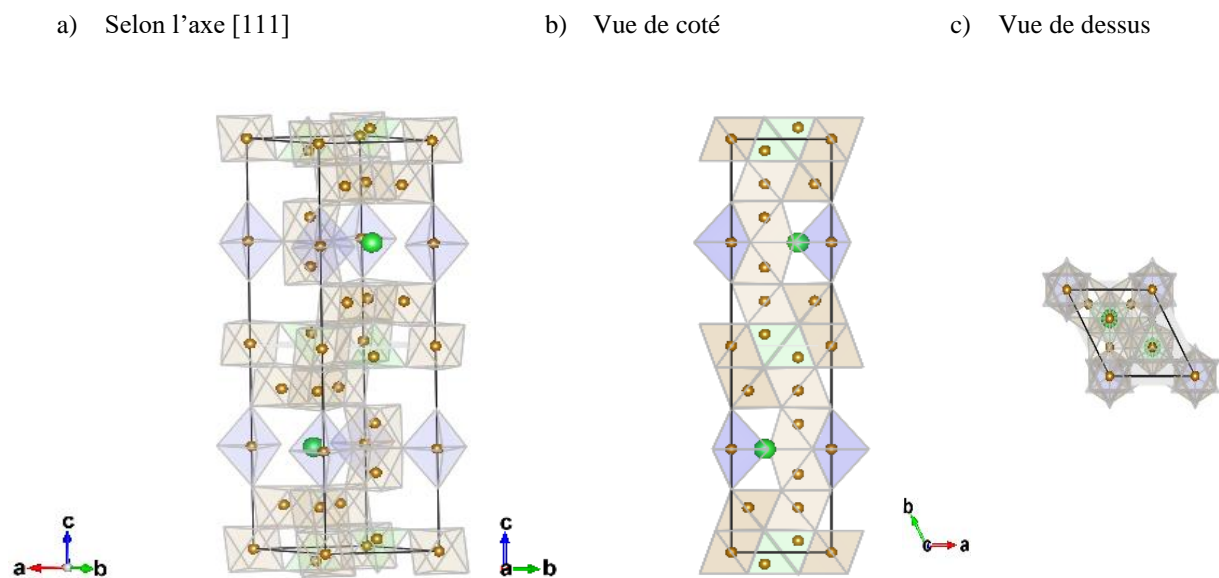 a) Selon l’axe [111]
b) Vue de coté
c) Vue de dessus
c
a
b
c
a
b
b
c
a